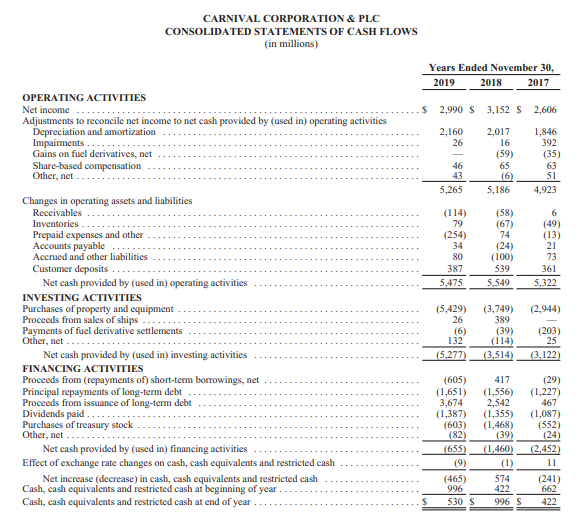 CARNIVAL CORPORATION & PLC
CONSOLIDATED STATEMENTS OF CASH FLOWS
(in millions)
Years Ended November 30,
2019 2018 2017
OPERATING ACTIVITIES
Net income $ 2,990 $ 3,152 $ 2,606
Adjustments to reconcile net income to net cash provided by (used in) operating activities
Depreciation and amortization 2,160 2,017 1,846
Impairments 26 16 392
Gains on fuel derivatives, net — (59) (35)
Share-based compensation 46 65 63
Other, net 43 (6) 51
5,265 5,186 4,923
Changes in operating assets and liabilities
Receivables (114) (58) 6
Inventories 79 (67) (49)
Prepaid expenses and other (254) 74 (13)
Accounts payable 34 (24) 21
Accrued and other liabilities 80 (100) 73
Customer deposits 387 539 361
Net cash provided by (used in) operating activities 5,475 5,549 5,322
INVESTING ACTIVITIES
Purchases of property and equipment (5,429) (3,749) (2,944)
Proceeds from sales of ships 26 389 —
Payments of fuel derivative settlements (6) (39) (203)
Other, net 132 (114) 25
Net cash provided by (used in) investing activities (5,277) (3,514) (3,122)
FINANCING ACTIVITIES
Proceeds from (repayments of) short-term borrowings, net (605) 417 (29)
Principal repayments of long-term debt (1,651) (1,556) (1,227)
Proceeds from issuance of long-term debt 3,674 2,542 467
Dividends paid (1,387) (1,355) (1,087)
Purchases of treasury stock (603) (1,468) (552)
Other, net (82) (39) (24)
Net cash provided by (used in) financing activities (655) (1,460) (2,452)
Effect of exchange rate changes on cash, cash equivalents and restricted cash (9) (1) 11
Net increase (decrease) in cash, cash equivalents and restricted cash (465) 574 (241)
Cash, cash equivalents and restricted cash at beginning of year 996 422 662
Cash, cash equivalents and restricted cash at end of year $ 530 $ 996 $ 422